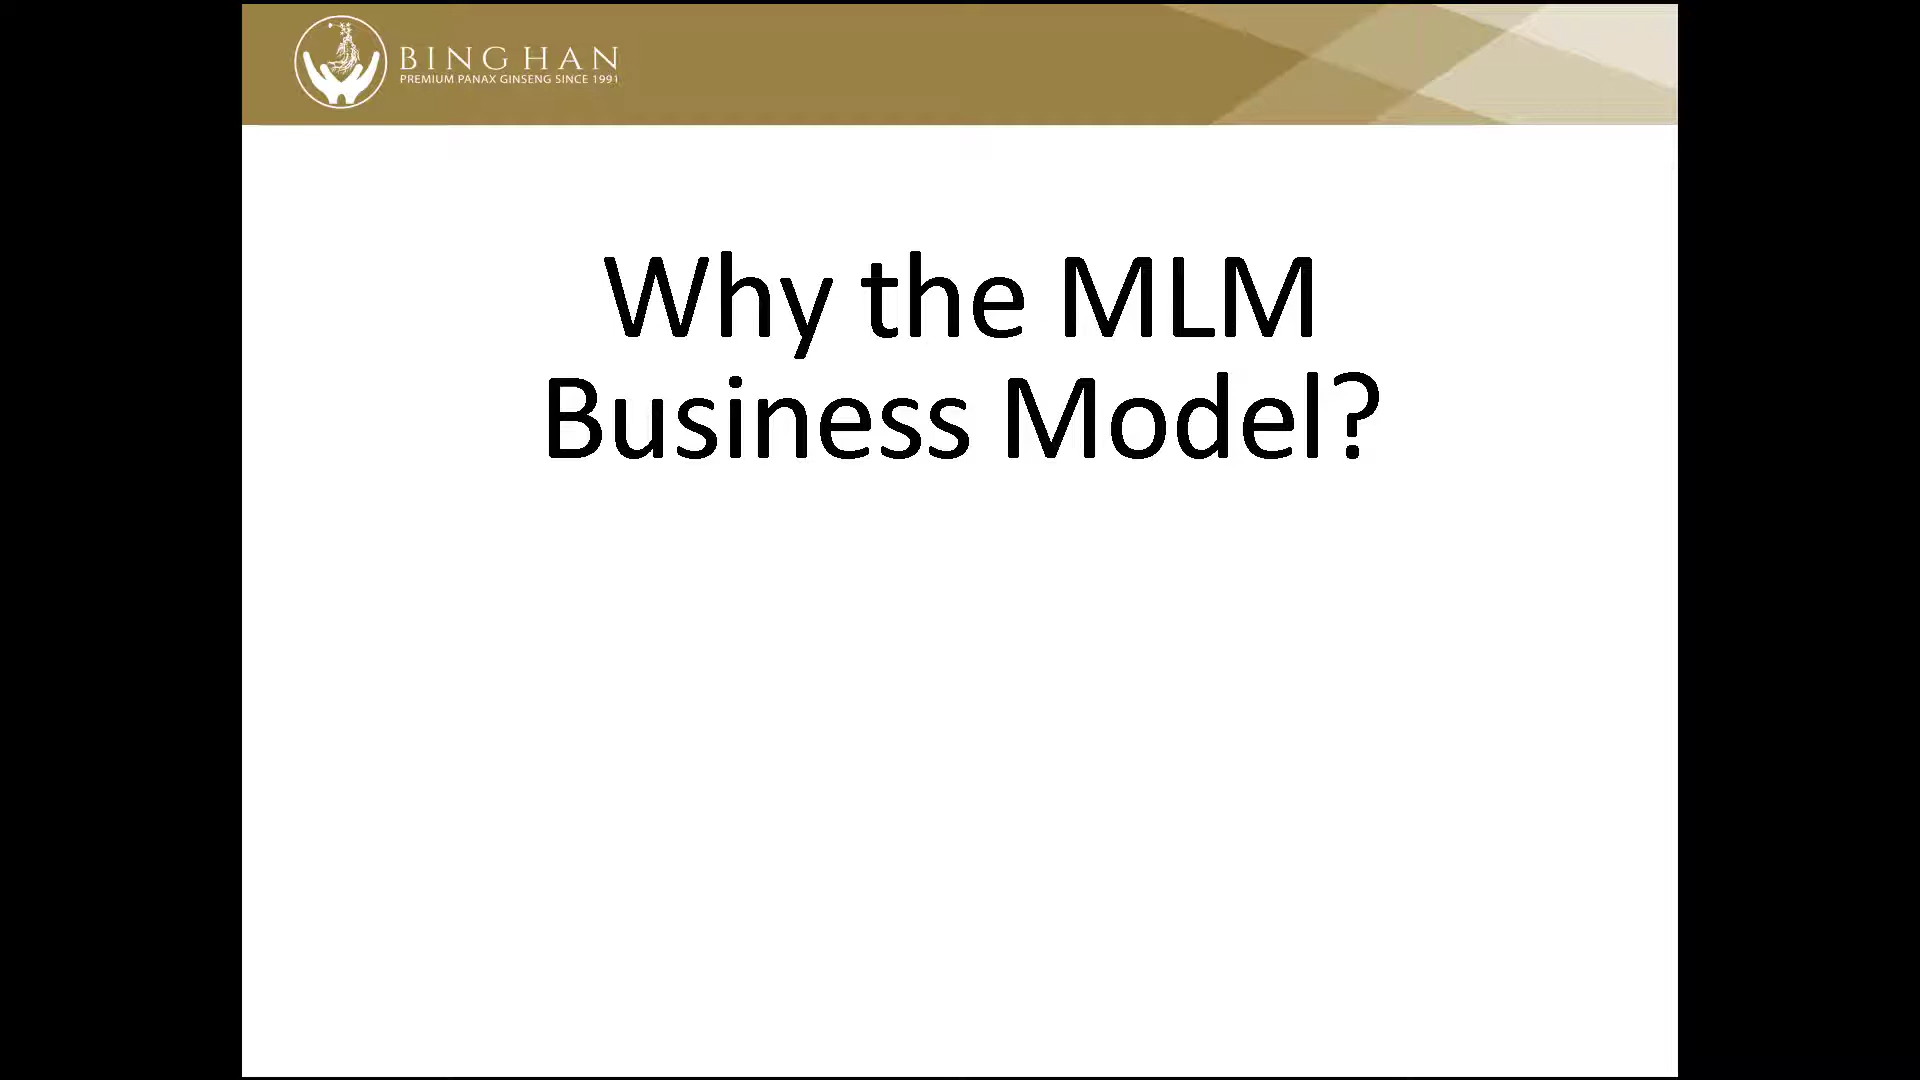 BINGHAN
PREMIUM PANAX GINSENG SINCE 1991
Why the MLM
Business Model?